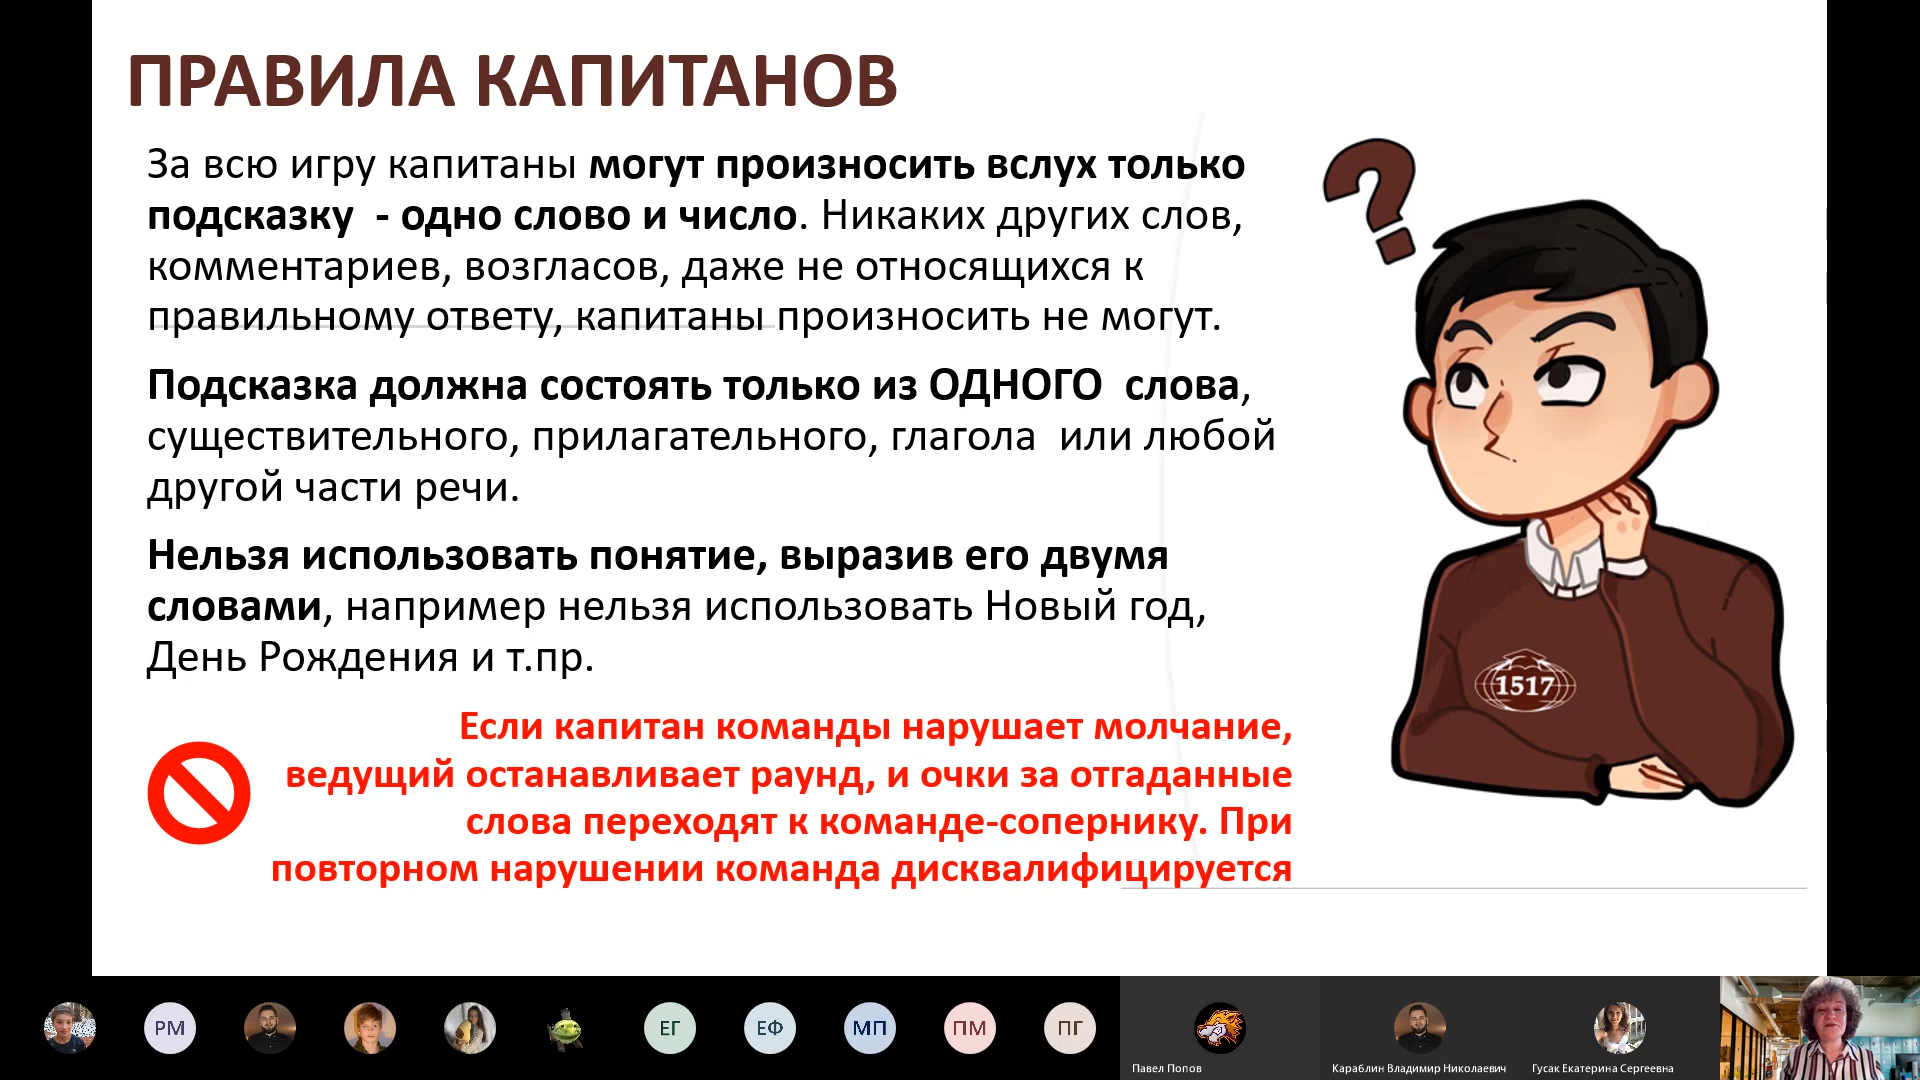 ПРАВИЛА КАПИТАНОВ
За всю игру капитаны могут произносить вслух только
подсказку - одно слово и число. Никаких других слов,
комментариев, возгласов, даже не относящихся к
правильному ответу, капитаны произносить не могут.
Подсказка должна состоять только из ОДНОГО слова,
существительного, прилагательного, глагола или любой
другой части речи.
Нельзя использовать понятие, выразив его двумя
словами, например нельзя использовать Новый год,
День Рождения и т.пр.
1517
Если капитан команды нарушает молчание,
ведущий останавливает раунд, и очки за отгаданные
слова переходят к команде-сопернику. При
повторном нарушении команда дисквалифицируется
РМ
ЕГ
ЕФ
МП
ПМ
ПГ
Павел Попов
Караблин Владимир Николаевич
Гусак Екатерина Сергеевна